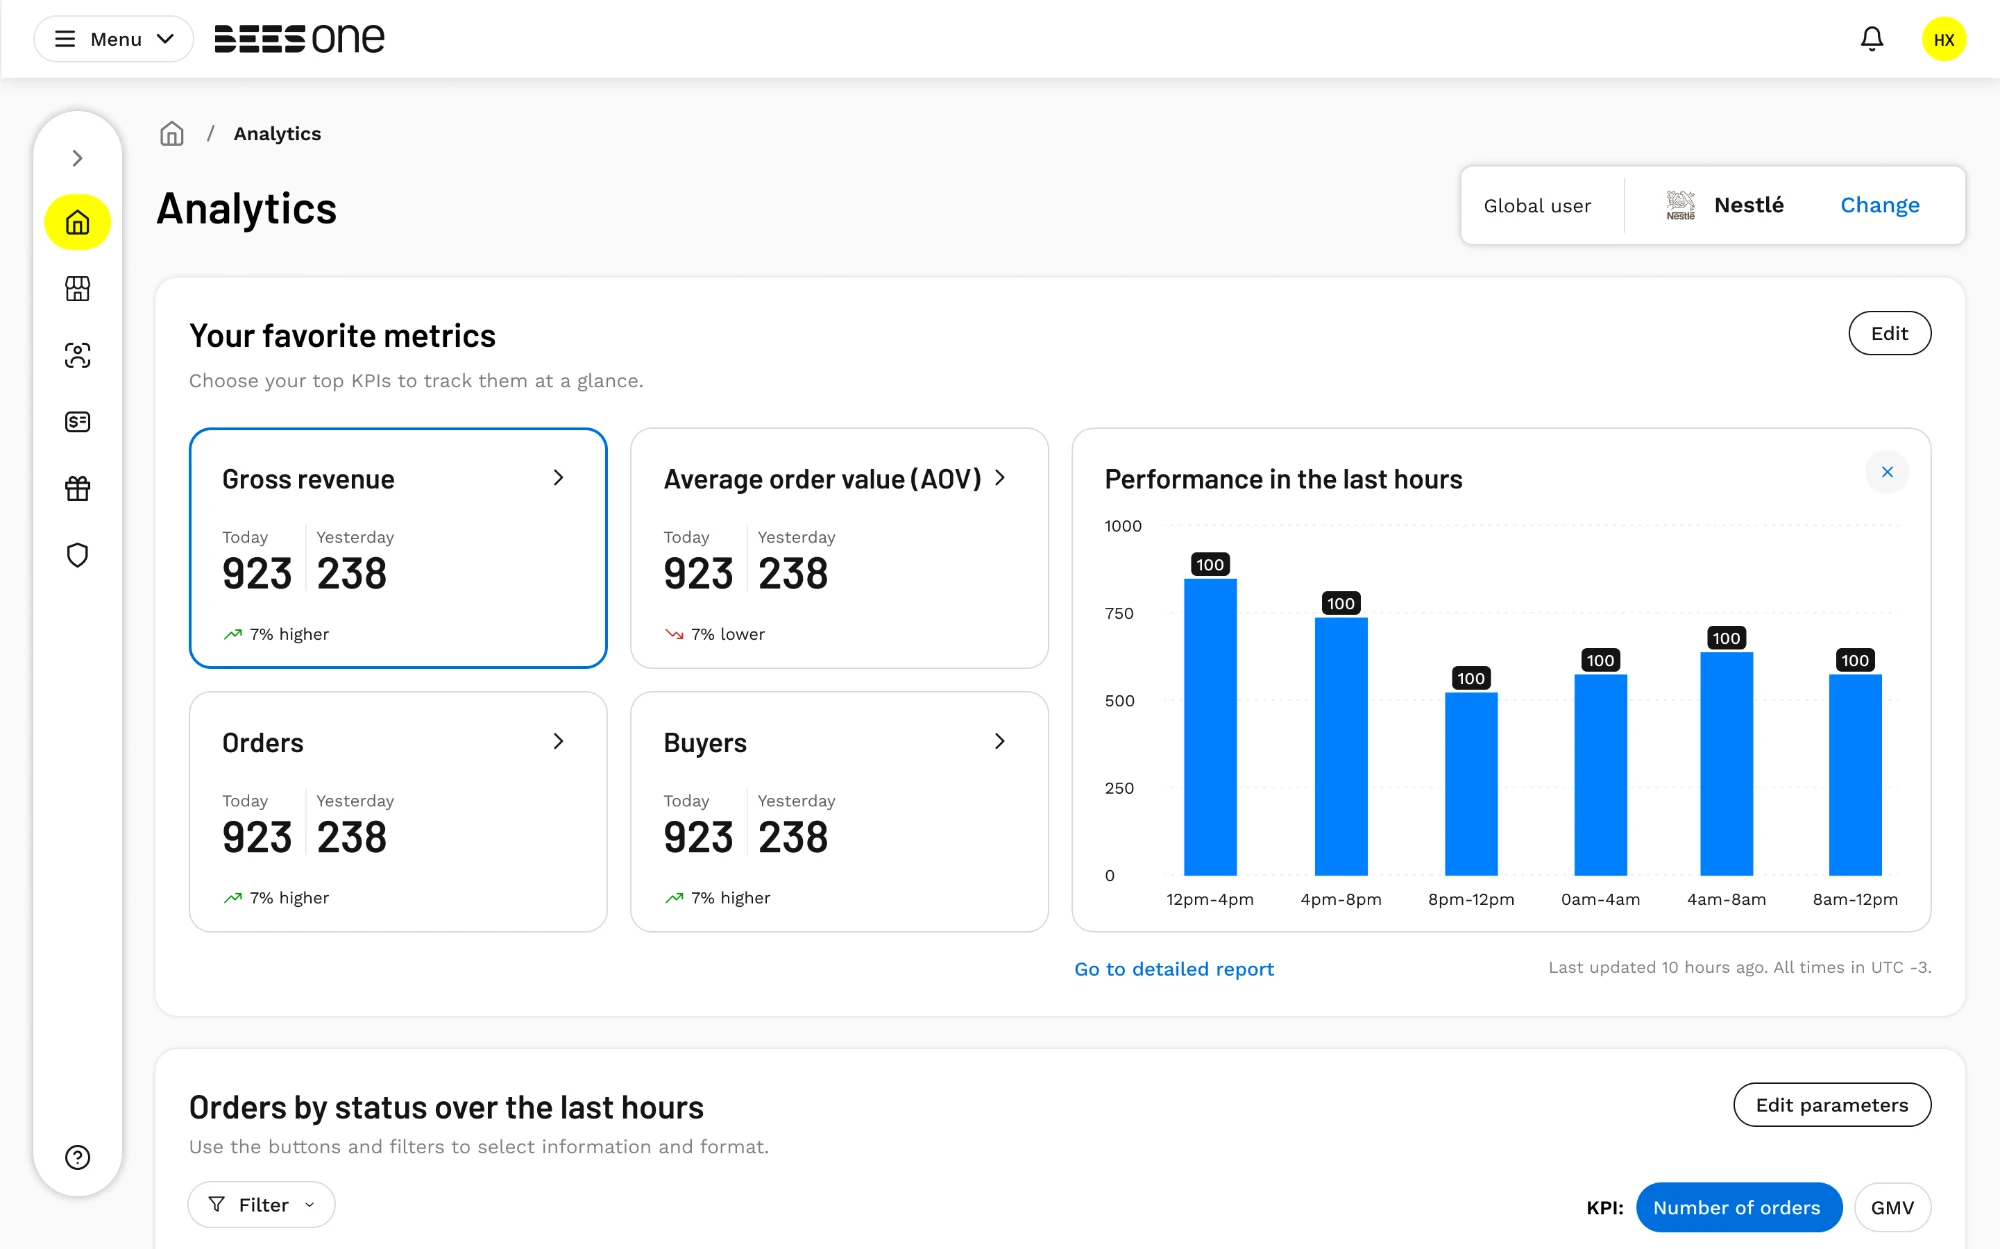 Menu
BEES one
HX
/ Analytics
Analytics
Global user
Nestlé
Nestlé
Change
Your favorite metrics
Edit
Choose your top KPIs to track them at a glance.
Gross revenue
Today Yesterday
923 238
7% higher
Average order value (AOV)
Today Yesterday
923 238
7% lower
Orders
Today Yesterday
923 238
7% higher
Buyers
Today Yesterday
923 238
7% higher
Performance in the last hours
1000
750
500
250
0
100
100
100
100
100
100
12pm-4pm 4pm-8pm 8pm-12pm 0am-4am 4am-8am 8am-12pm
Go to detailed report
Last updated 10 hours ago. All times in UTC -3.
Orders by status over the last hours
Edit parameters
Use the buttons and filters to select information and format.
Filter
KPI: Number of orders GMV